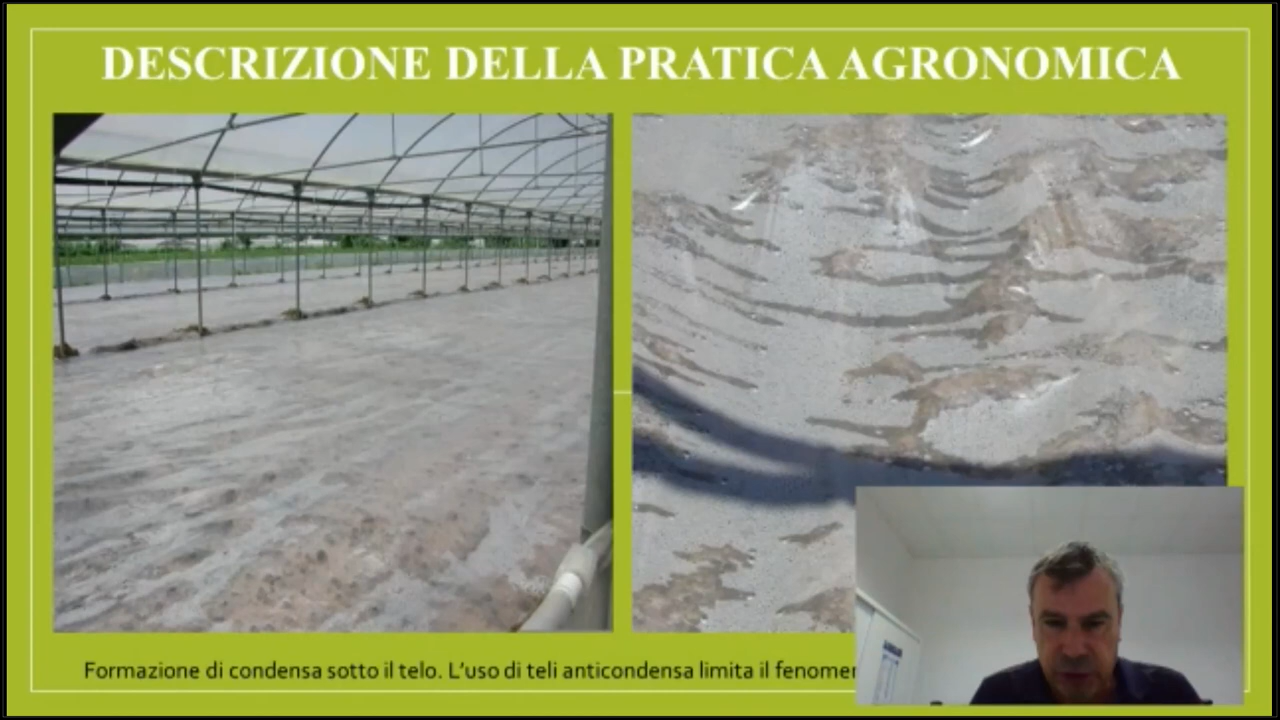 DESCRIZIONE DELLA PRATICA AGRONOMICA
Formazione di condensa sotto il telo. L'uso di teli anticondensa limita il